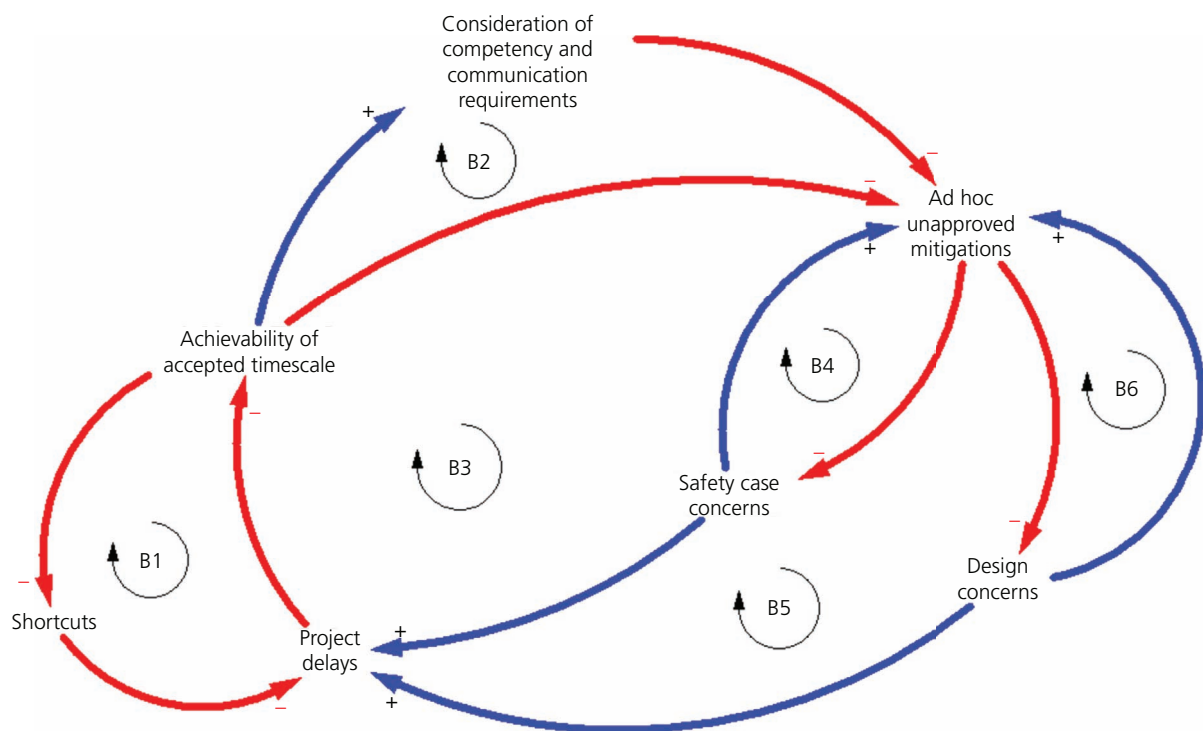 Consideration of
competency and
communication
requirements
+
B2
–
–
Ad hoc
unapproved
mitigations
+
+
Achievability of
accepted timescale
B4
B6
–
B3
–
Safety case
concerns
–
B1
–
Design
concerns
B5
Shortcuts
+
Project
delays
–
+